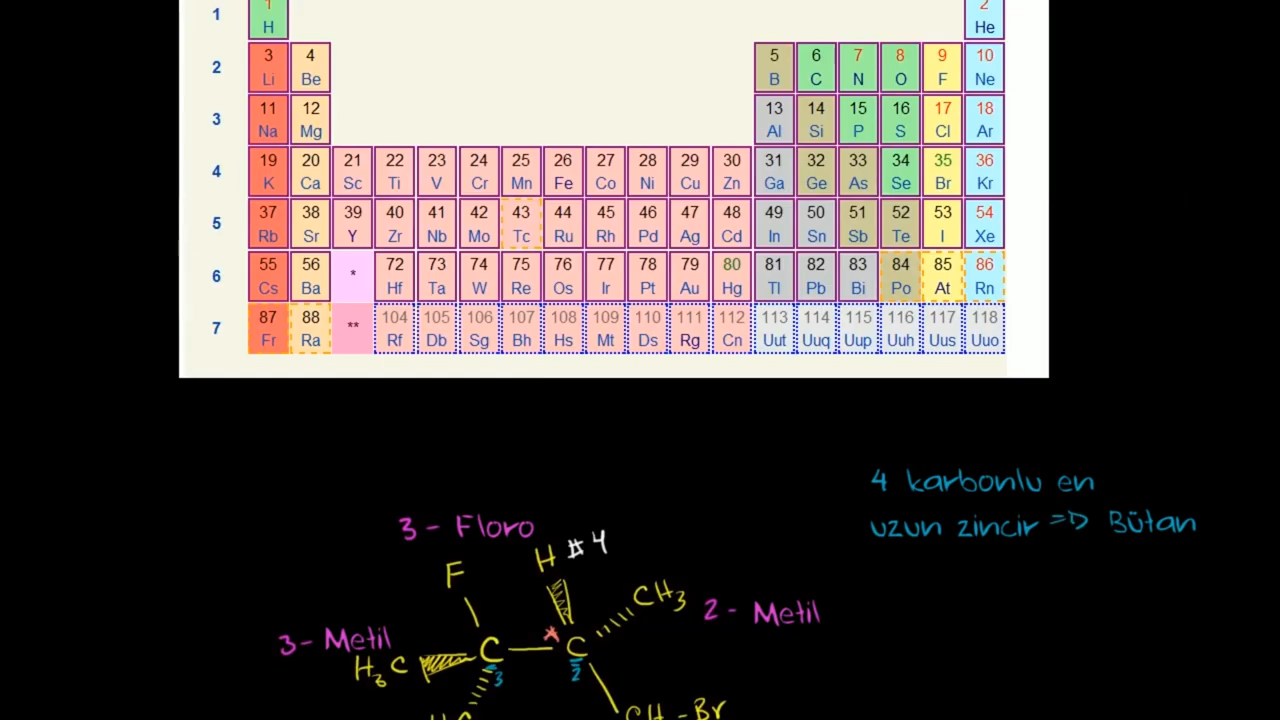 1 1 H 2 He
2 3 Li 4 Be 5 B 6 C 7 N 8 O 9 F 10 Ne
3 11 Na 12 Mg 13 Al 14 Si 15 P 16 S 17 Cl 18 Ar
4 19 K 20 Ca 21 Sc 22 Ti 23 V 24 Cr 25 Mn 26 Fe 27 Co 28 Ni 29 Cu 30 Zn 31 Ga 32 Ge 33 As 34 Se 35 Br 36 Kr
5 37 Rb 38 Sr 39 Y 40 Zr 41 Nb 42 Mo 43 Tc 44 Ru 45 Rh 46 Pd 47 Ag 48 Cd 49 In 50 Sn 51 Sb 52 Te 53 I 54 Xe
6 55 Cs 56 Ba * 72 Hf 73 Ta 74 W 75 Re 76 Os 77 Ir 78 Pt 79 Au 80 Hg 81 Tl 82 Pb 83 Bi 84 Po 85 At 86 Rn
7 87 Fr 88 Ra ** 104 Rf 105 Db 106 Sg 107 Bh 108 Hs 109 Mt 110 Ds 111 Rg 112 Cn 113 Uut 114 Uuq 115 Uup 116 Uuh 117 Uus 118 Uuo
4 karbonlu en
uzun zincir => Bütan
3 - Floro
H #4
F
CH3
2 - Metil
3 - Metil
H3C C C
3 2
CH -Br